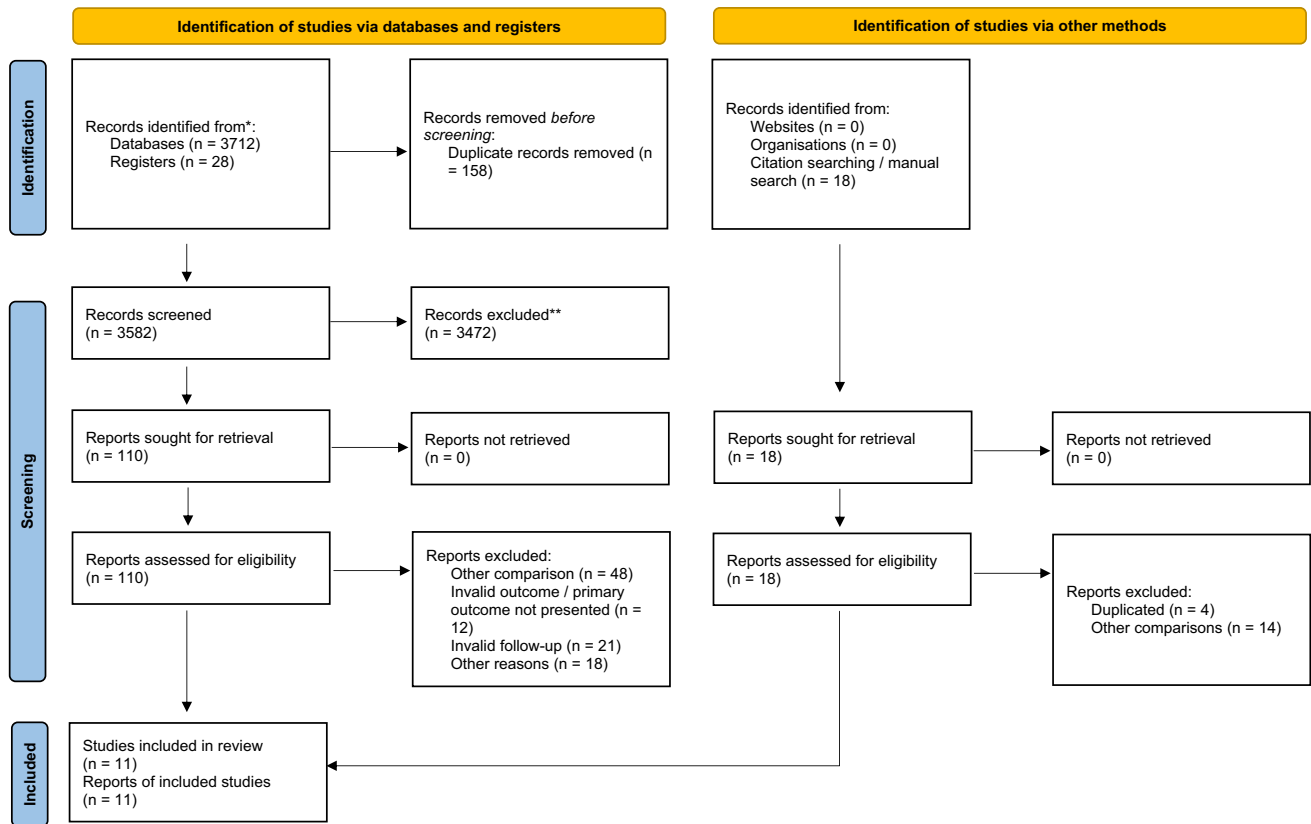 Identification of studies via databases and registers
Identification of studies via other methods
Identification
Records identified from*:
Databases (n = 3712)
Registers (n = 28)
Records removed before
screening:
Duplicate records removed (n
= 158)
Records identified from:
Websites (n = 0)
Organisations (n = 0)
Citation searching / manual
search (n = 18)
Screening
Records screened
(n = 3582)
Records excluded**
(n = 3472)
Reports sought for retrieval
(n = 110)
Reports not retrieved
(n = 0)
Reports sought for retrieval
(n = 18)
Reports not retrieved
(n = 0)
Reports assessed for eligibility
(n = 110)
Reports excluded:
Other comparison (n = 48)
Invalid outcome / primary
outcome not presented (n =
12)
Invalid follow-up (n = 21)
Other reasons (n = 18)
Reports assessed for eligibility
(n = 18)
Reports excluded:
Duplicated (n = 4)
Other comparisons (n = 14)
Included
Studies included in review
(n = 11)
Reports of included studies
(n = 11)